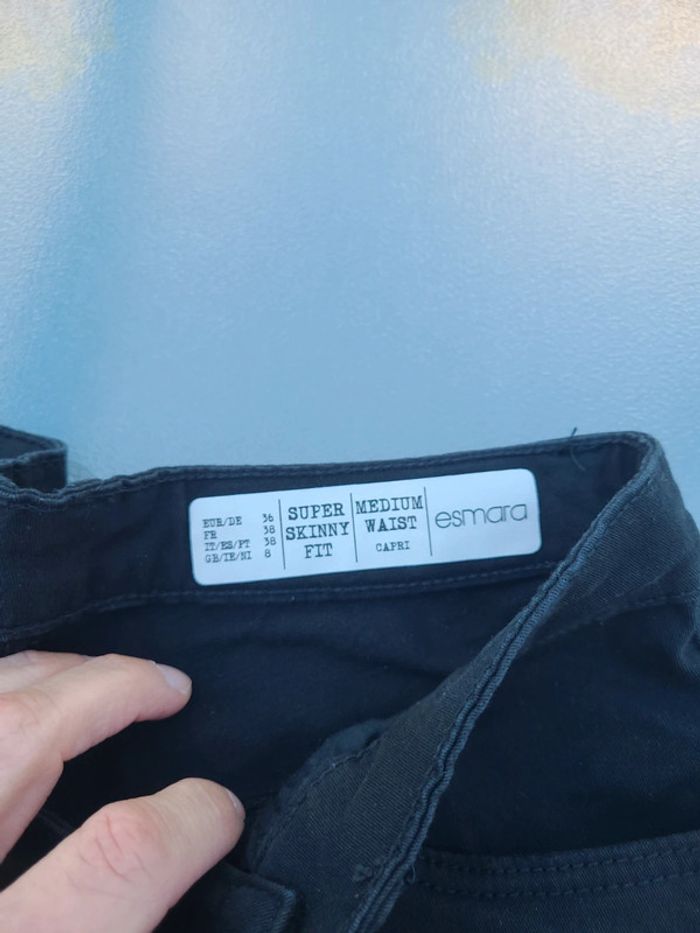 EUR/DE 36
FR 38
IT/ES/PT 38
GB/IE/NI 8
SUPER
SKINNY
FIT
MEDIUM
WAIST
CAPRI
esmara